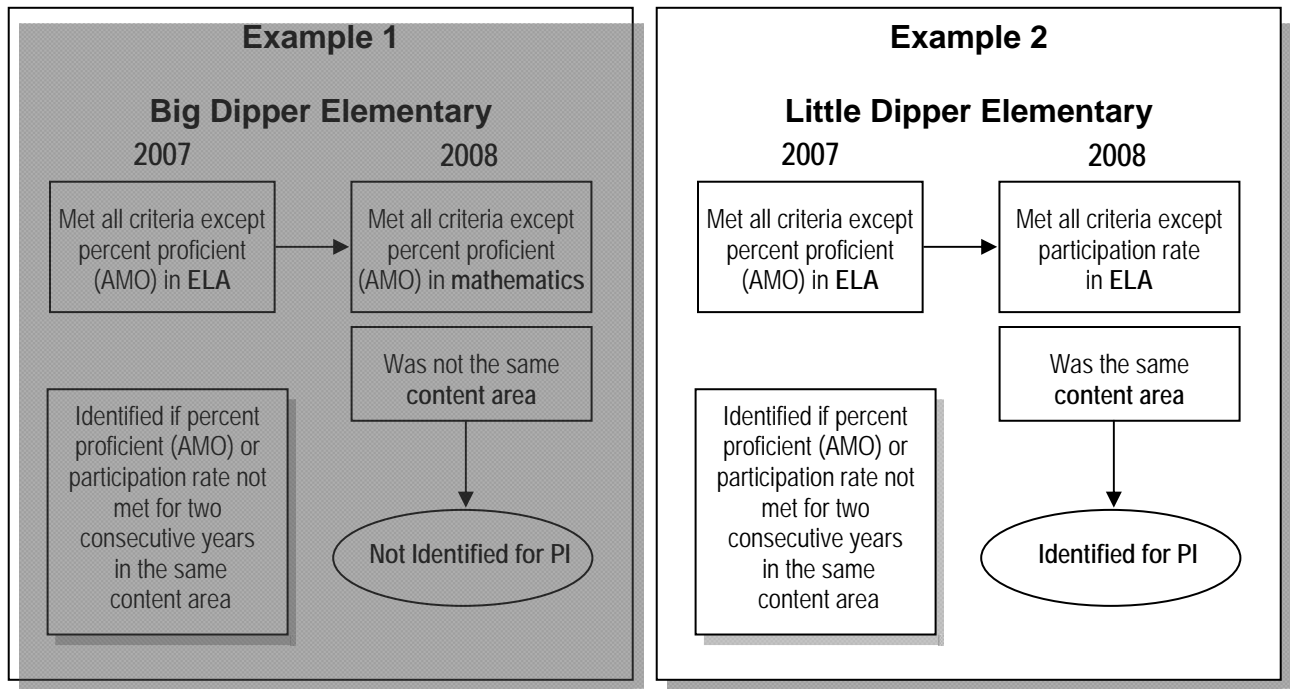 Example 1
Big Dipper Elementary
2007
2008
Met all criteria except
percent proficient
(AMO) in ELA
Met all criteria except
percent proficient
(AMO) in mathematics
Was not the same
content area
Identified if percent
proficient (AMO) or
participation rate not
met for two
consecutive years
in the same
content area
Not Identified for PI
Example 2
Little Dipper Elementary
2007
2008
Met all criteria except
percent proficient
(AMO) in ELA
Met all criteria except
participation rate
in ELA
Was the same
content area
Identified if percent
proficient (AMO) or
participation rate not
met for two
consecutive years
in the same
content area
Identified for PI